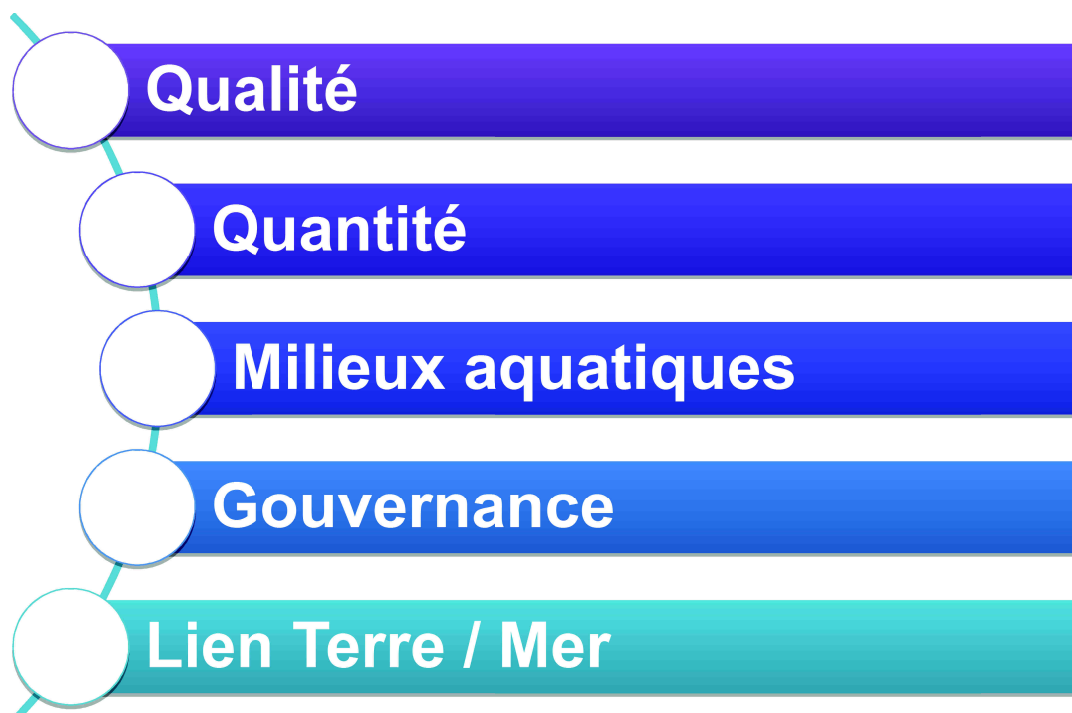 Qualité
Quantité
Milieux aquatiques
Gouvernance
Lien Terre / Mer